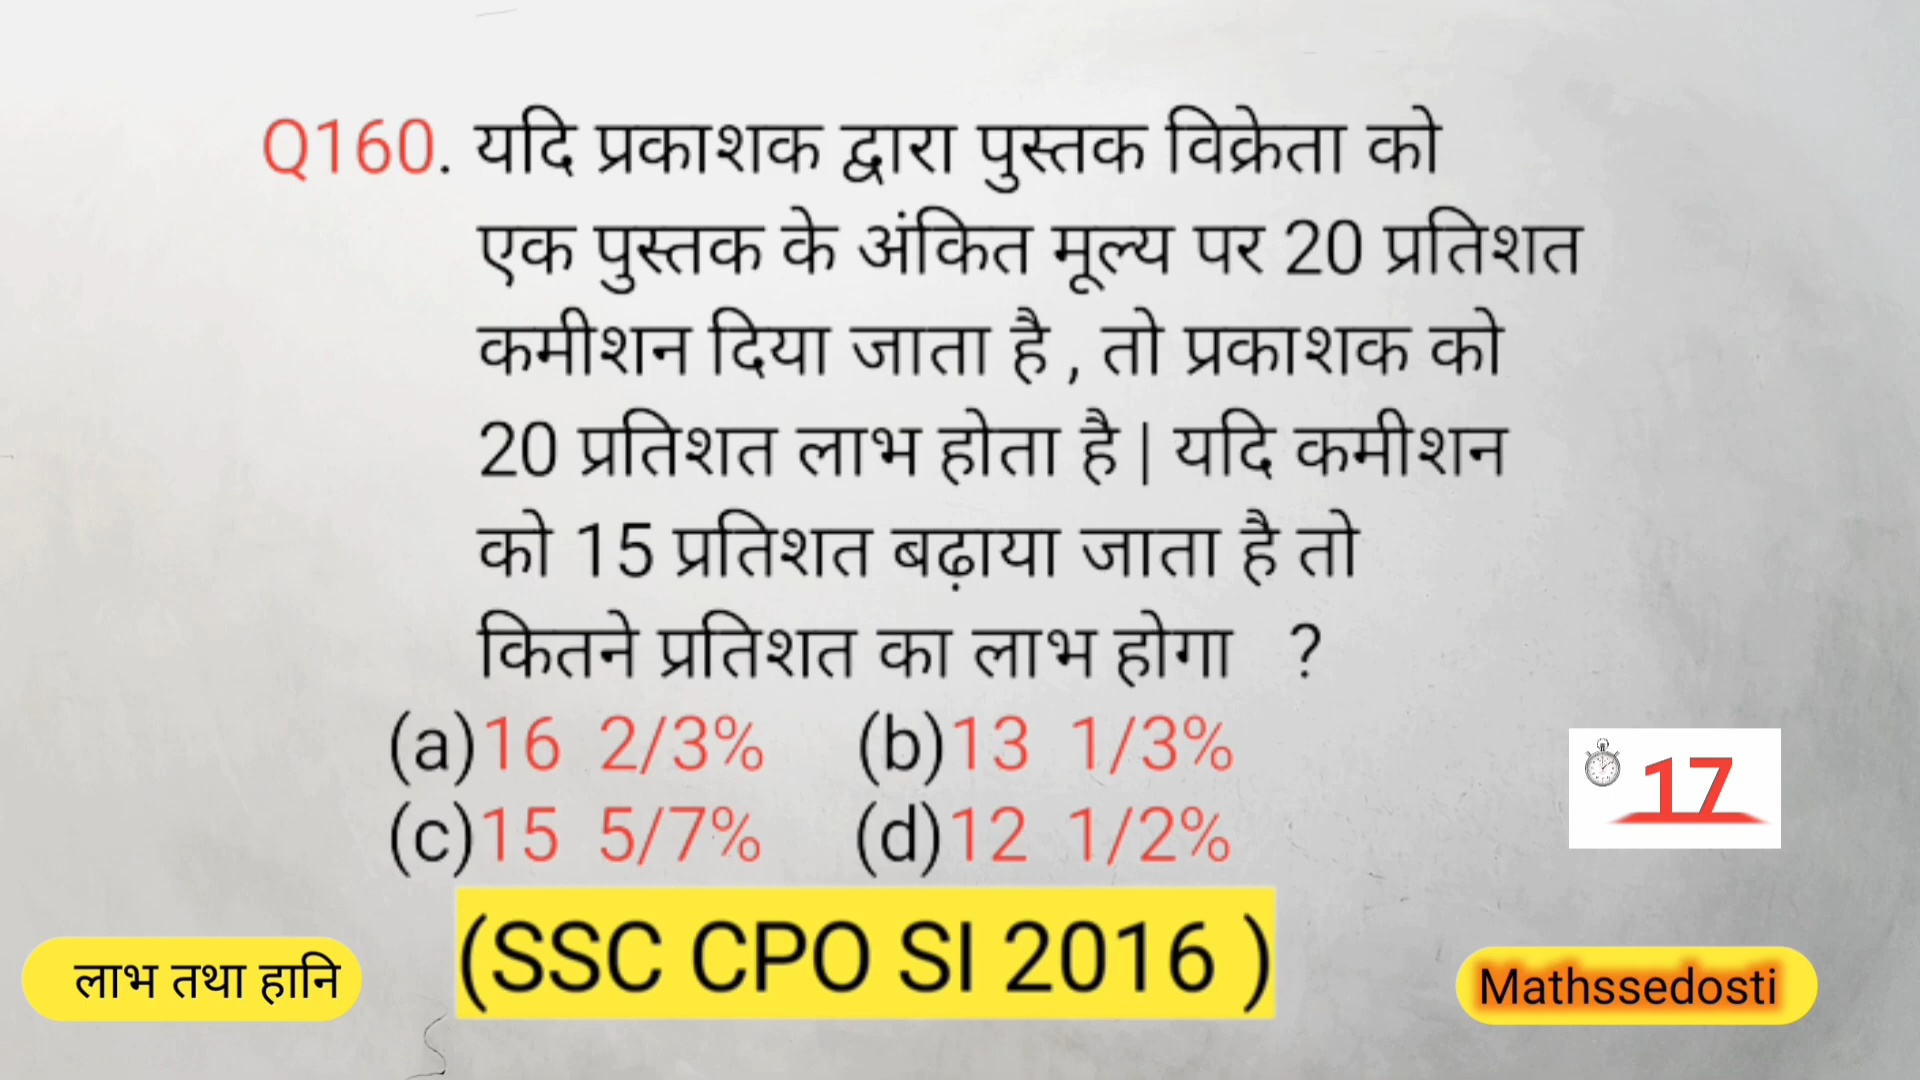 Q160. यदि प्रकाशक द्वारा पुस्तक विक्रेता को
एक पुस्तक के अंकित मूल्य पर 20 प्रतिशत
कमीशन दिया जाता है , तो प्रकाशक को
20 प्रतिशत लाभ होता है | यदि कमीशन
को 15 प्रतिशत बढ़ाया जाता है तो
कितने प्रतिशत का लाभ होगा ?
(a)16 2/3% (b)13 1/3%
(c)15 5/7% (d)12 1/2%
17
(SSC CPO SI 2016 )
लाभ तथा हानि
Mathssedosti